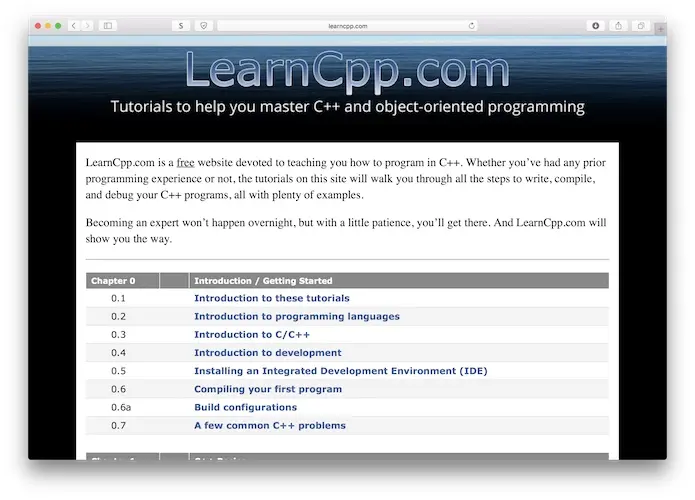 learncpp.com
LearnCpp.com
Tutorials to help you master C++ and object-oriented programming
LearnCpp.com is a free website devoted to teaching you how to program in C++. Whether you’ve had any prior
programming experience or not, the tutorials on this site will walk you through all the steps to write, compile,
and debug your C++ programs, all with plenty of examples.
Becoming an expert won’t happen overnight, but with a little patience, you’ll get there. And LearnCpp.com will
show you the way.
Chapter 0 Introduction / Getting Started
0.1 Introduction to these tutorials
0.2 Introduction to programming languages
0.3 Introduction to C/C++
0.4 Introduction to development
0.5 Installing an Integrated Development Environment (IDE)
0.6 Compiling your first program
0.6a Build configurations
0.7 A few common C++ problems